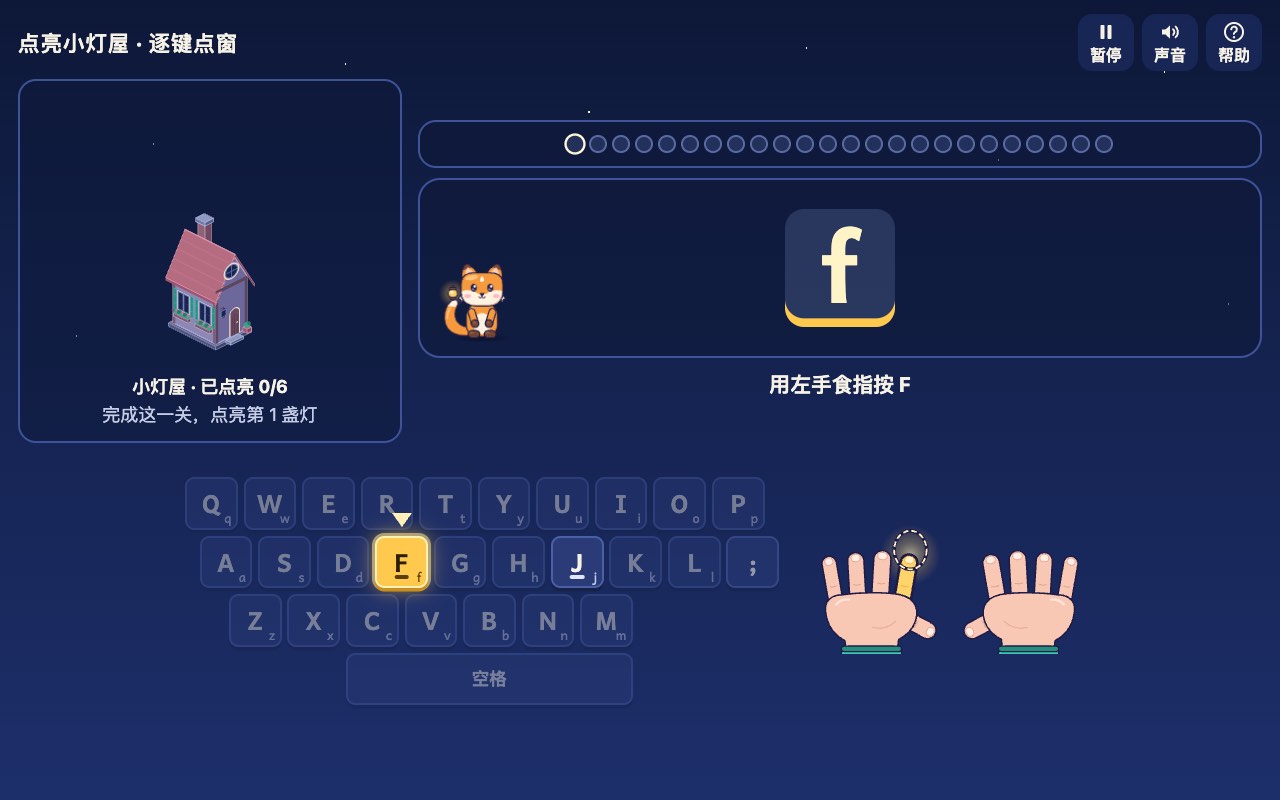 点亮小灯屋 · 逐键点窗
暂停
声音
帮助
f
小灯屋 · 已点亮 0/6
完成这一关，点亮第 1 盏灯
用左手食指按 F
Q q W w E e R T t Y y U u I i O o P p
A a S s D d F f G g H h J j K k L l ;
Z z X x C c V v B b N n M m
空格